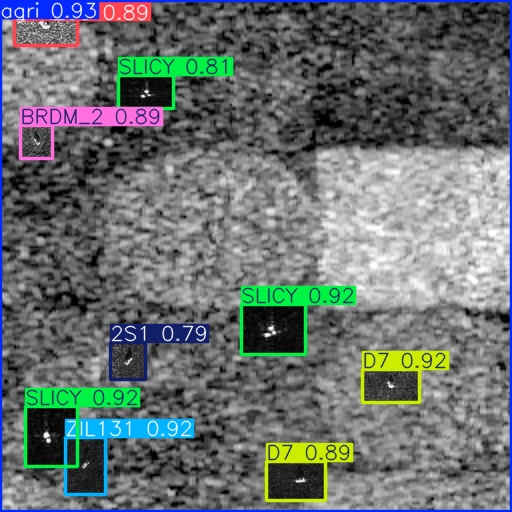 agri 0.93 0.89
SLICY 0.81
BRDM_2 0.89
SLICY 0.92
2S1 0.79
D7 0.92
SLICY 0.92
ZIL131 0.92
D7 0.89